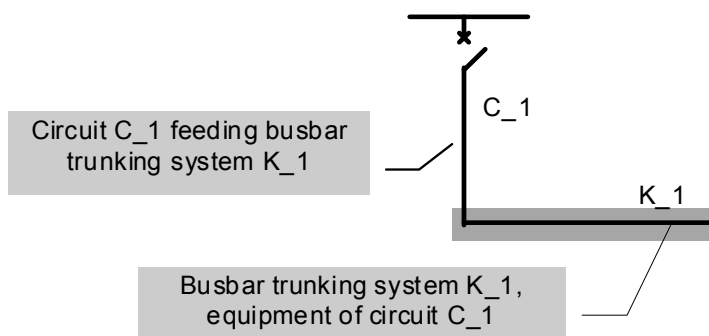 C_1
Circuit C_1 feeding busbar
trunking system K_1
K_1
Busbar trunking system K_1,
equipment of circuit C_1